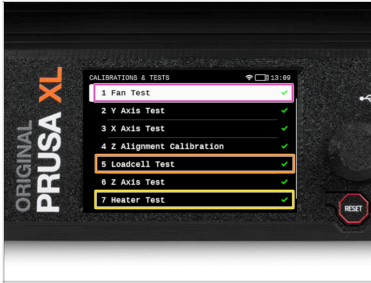 CALIBRATIONS & TESTS 13:09
1 Fan Test
2 Y Axis Test
3 X Axis Test
4 Z Alignment Calibration
5 Loadcell Test
6 Z Axis Test
7 Heater Test
ORIGINAL
PRUSA XL
RESET